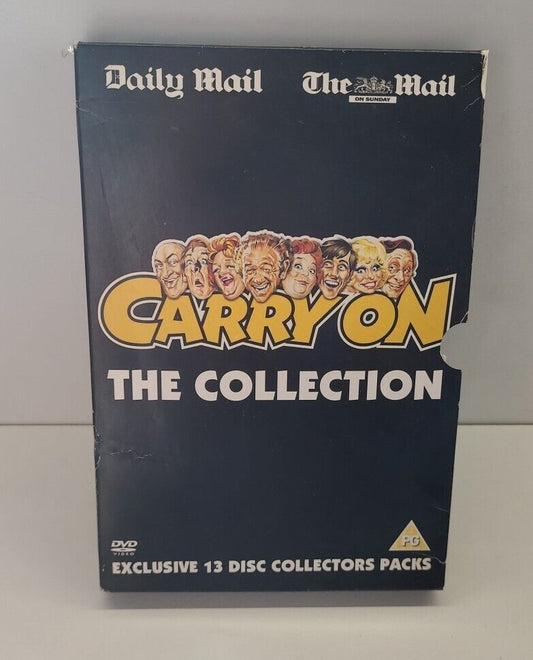 Daily Mail
The Mail
ON SUNDAY
CARRY ON
THE COLLECTION
DVD
VIDEO
PG
EXCLUSIVE 13 DISC COLLECTORS PACKS